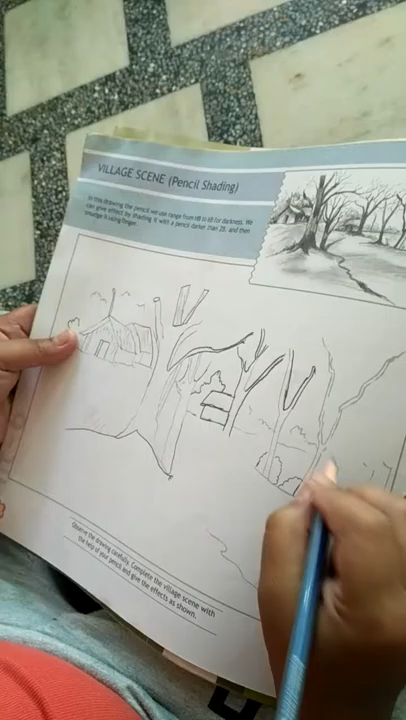 VILLAGE SCENE (Pencil Shading)
In this drawing the pencil we use range from HB to 6B for darkness. We
can give effect by shading it with a pencil darker than 2B, and then
smudge it using finger.
Observe the drawing carefully. Complete the village scene with
the help of your pencil and give the effects as shown.